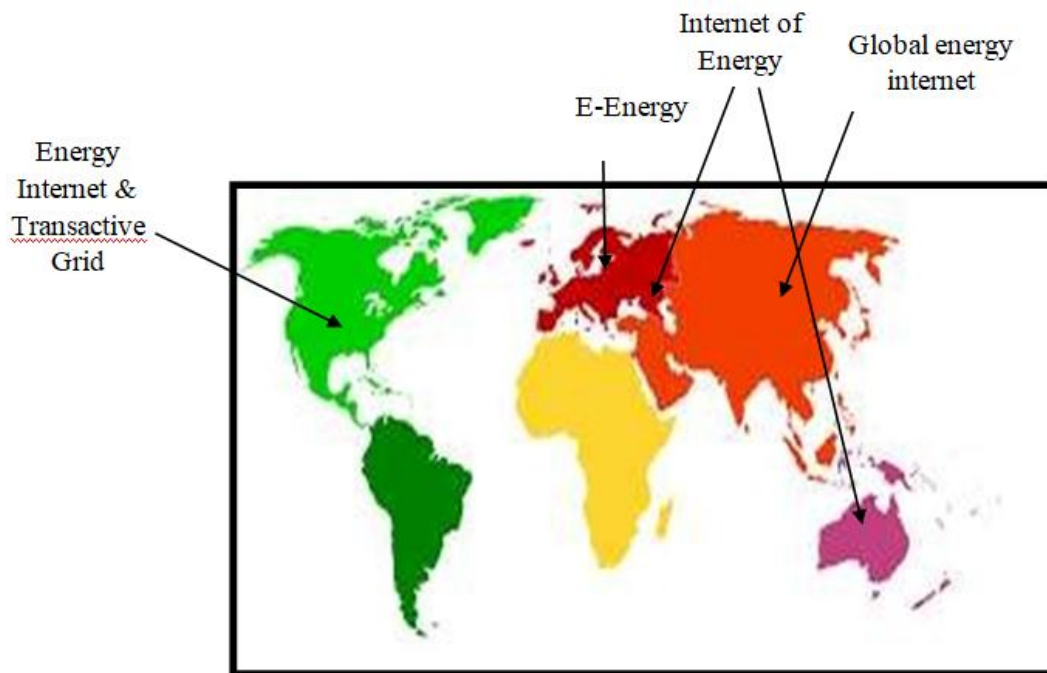 Energy
Internet &
Transactive
Grid
E-Energy
Internet of
Energy
Global energy
internet